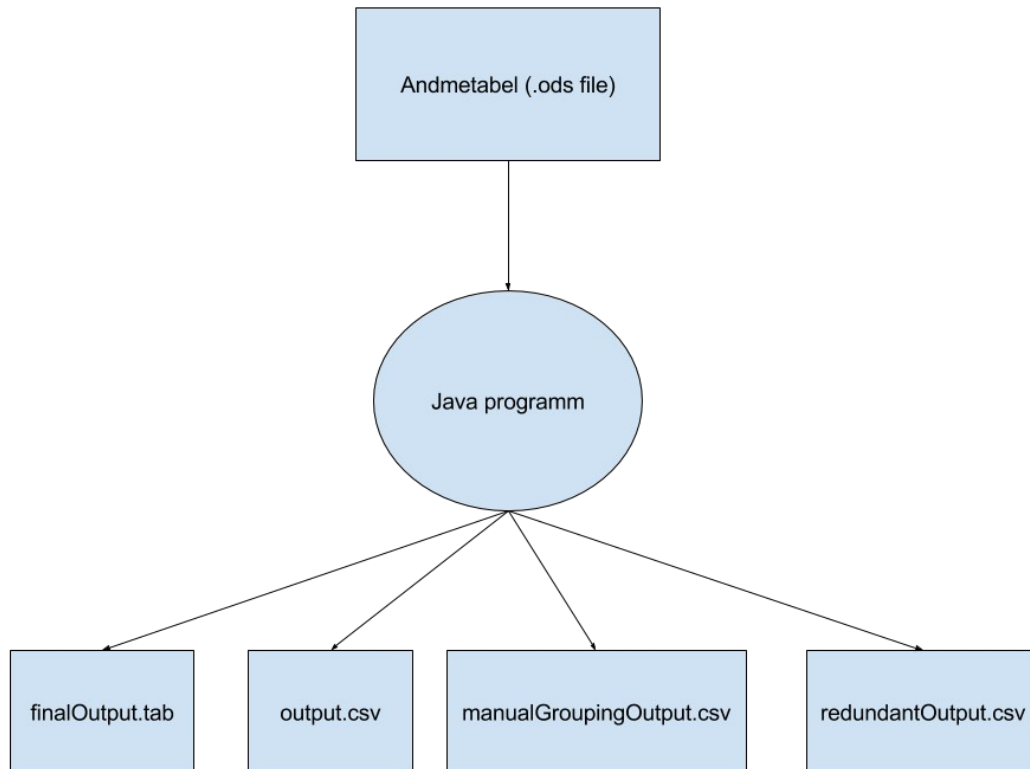 Andmetabel (.ods file)
Java programm
finalOutput.tab
output.csv
manualGroupingOutput.csv
redundantOutput.csv